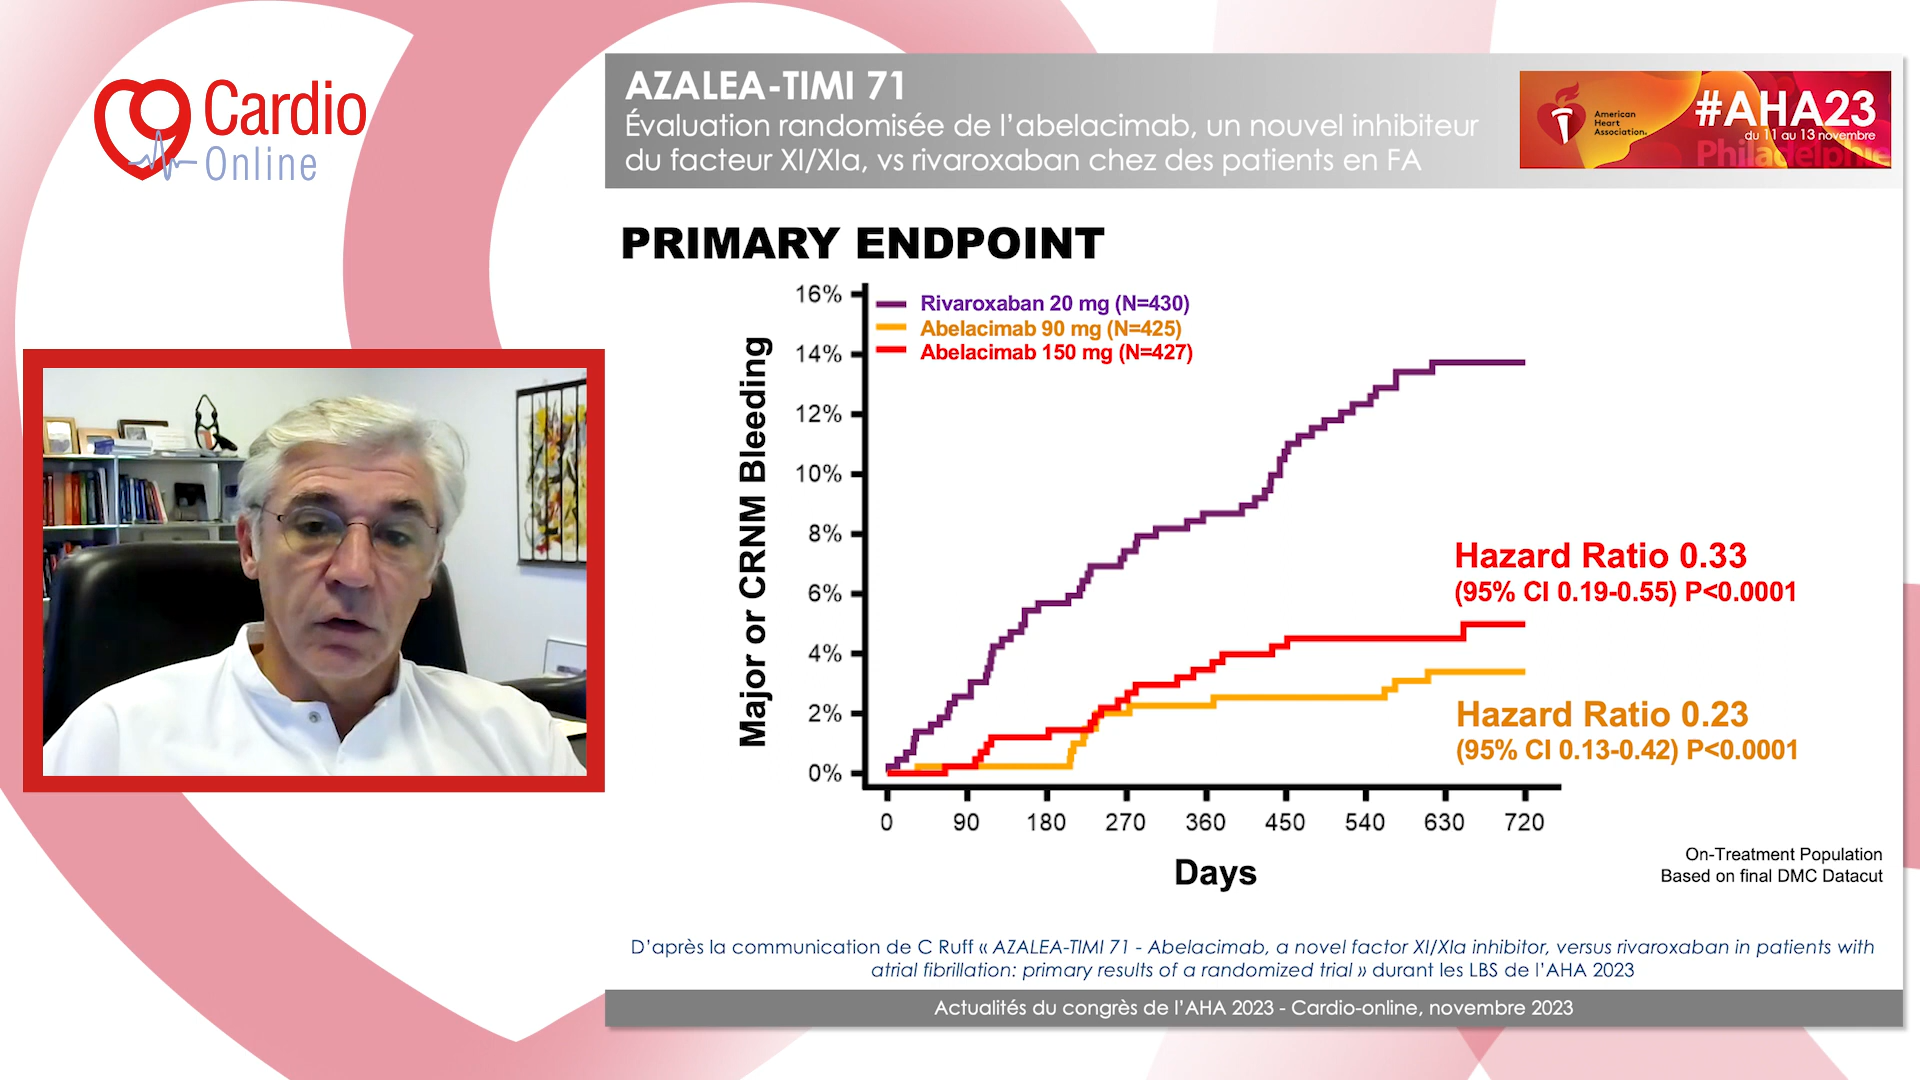 Cardio
Online
AZALEA-TIMI 71
Évaluation randomisée de l'abelacimab, un nouvel inhibiteur
du facteur XI/XIa, vs rivaroxaban chez des patients en FA
American
Heart
Association.
#AHA23
du 11 au 13 novembre
Philadelphie
PRIMARY ENDPOINT
Major or CRNM Bleeding
16%
14%
12%
10%
8%
6%
4%
2%
0%
Rivaroxaban 20 mg (N=430)
Abelacimab 90 mg (N=425)
Abelacimab 150 mg (N=427)
Hazard Ratio 0.33
(95% CI 0.19-0.55) P<0.0001
Hazard Ratio 0.23
(95% CI 0.13-0.42) P<0.0001
0 90 180 270 360 450 540 630 720
Days
On-Treatment Population
Based on final DMC Datacut
D'après la communication de C Ruff « AZALEA-TIMI 71 - Abelacimab, a novel factor XI/XIa inhibitor, versus rivaroxaban in patients with
atrial fibrillation: primary results of a randomized trial » durant les LBS de l'AHA 2023
Actualités du congrès de l'AHA 2023 - Cardio-online, novembre 2023